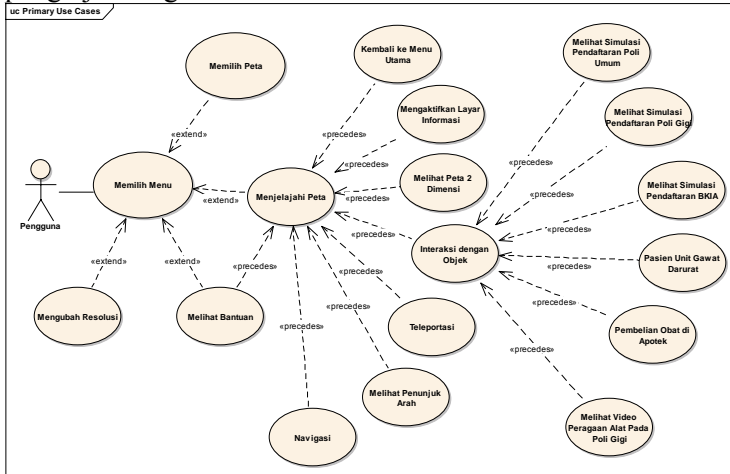 uc Primary Use Cases
Memilih Peta
Kembali ke Menu
Utama
Melihat Simulasi
Pendaftaran Poli
Umum
Mengaktifkan Layar
Informasi
Melihat Simulasi
Pendaftaran Poli Gigi
Melihat Peta 2
Dimensi
Melihat Simulasi
Pendaftaran BKIA
Pengguna
Memilih Menu
Menjelajahi Peta
Interaksi dengan
Objek
Pasien Unit Gawat
Darurat
Mengubah Resolusi
Melihat Bantuan
Teleportasi
Pembelian Obat di
Apotek
Navigasi
Melihat Penunjuk
Arah
Melihat Video
Peragaan Alat Pada
Poli Gigi
«extend»
«extend»
«extend»
«extend»
«precedes»
«precedes»
«precedes»
«precedes»
«precedes»
«precedes»
«precedes»
«precedes»
«precedes»
«precedes»
«precedes»
«precedes»
«precedes»
«precedes»